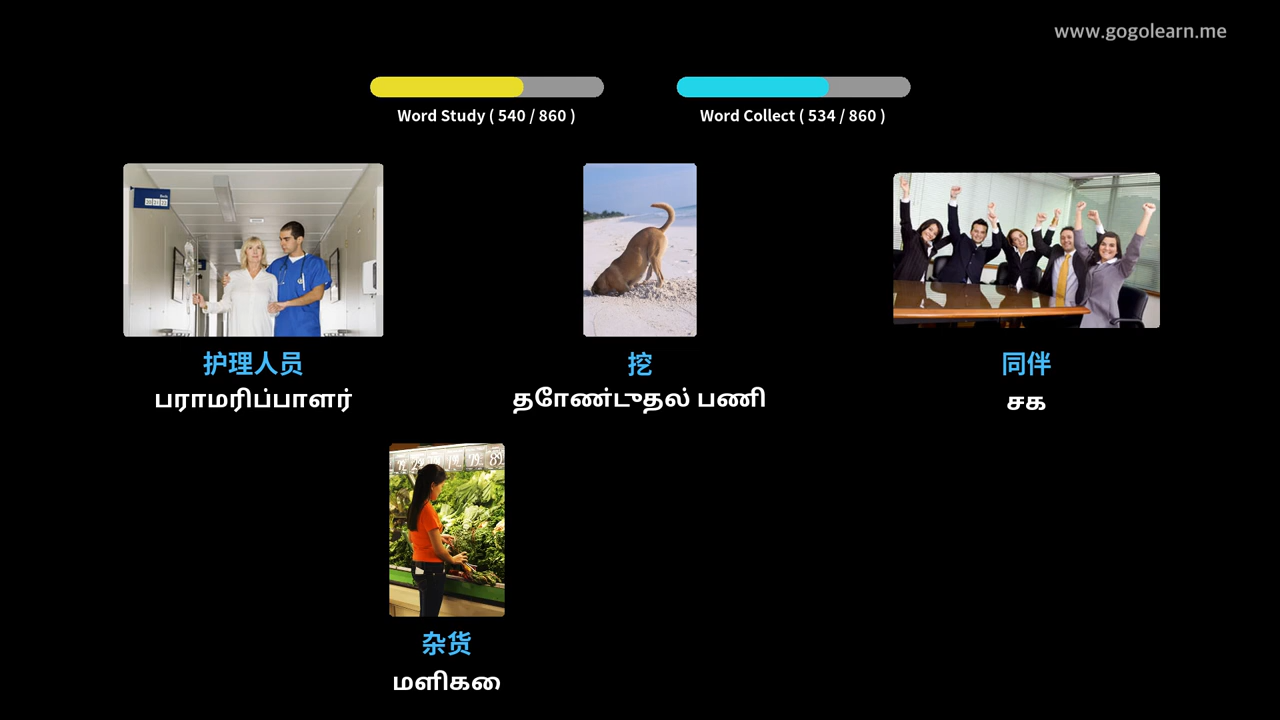 www.gogolearn.me
Word Study ( 540 / 860 )
Word Collect ( 534 / 860 )
护理人员
挖
同伴
பராமரிப்பாளர்
தோண்டுதல் பணி
சக
杂货
மளிகை